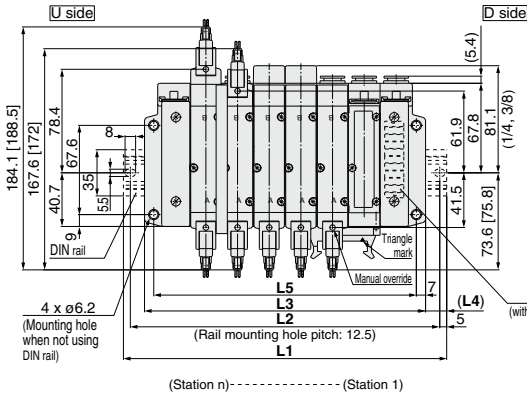 U side
D side
184.1 [188.5]
167.6 [172]
78.4
67.6
8
35
5.5
40.7
9
(5.4)
61.9
67.8
81.1
(1/4, 3/8)
41.5
73.6 [75.8]
B B B B B
A A A A A
DIN rail
Triangle
mark
Manual override
4 x ø6.2
(Mounting hole
when not using
DIN rail)
L5
7
L3
(L4)
L2
5
(Rail mounting hole pitch: 12.5)
L1
(with
(Station n)--------------------(Station 1)